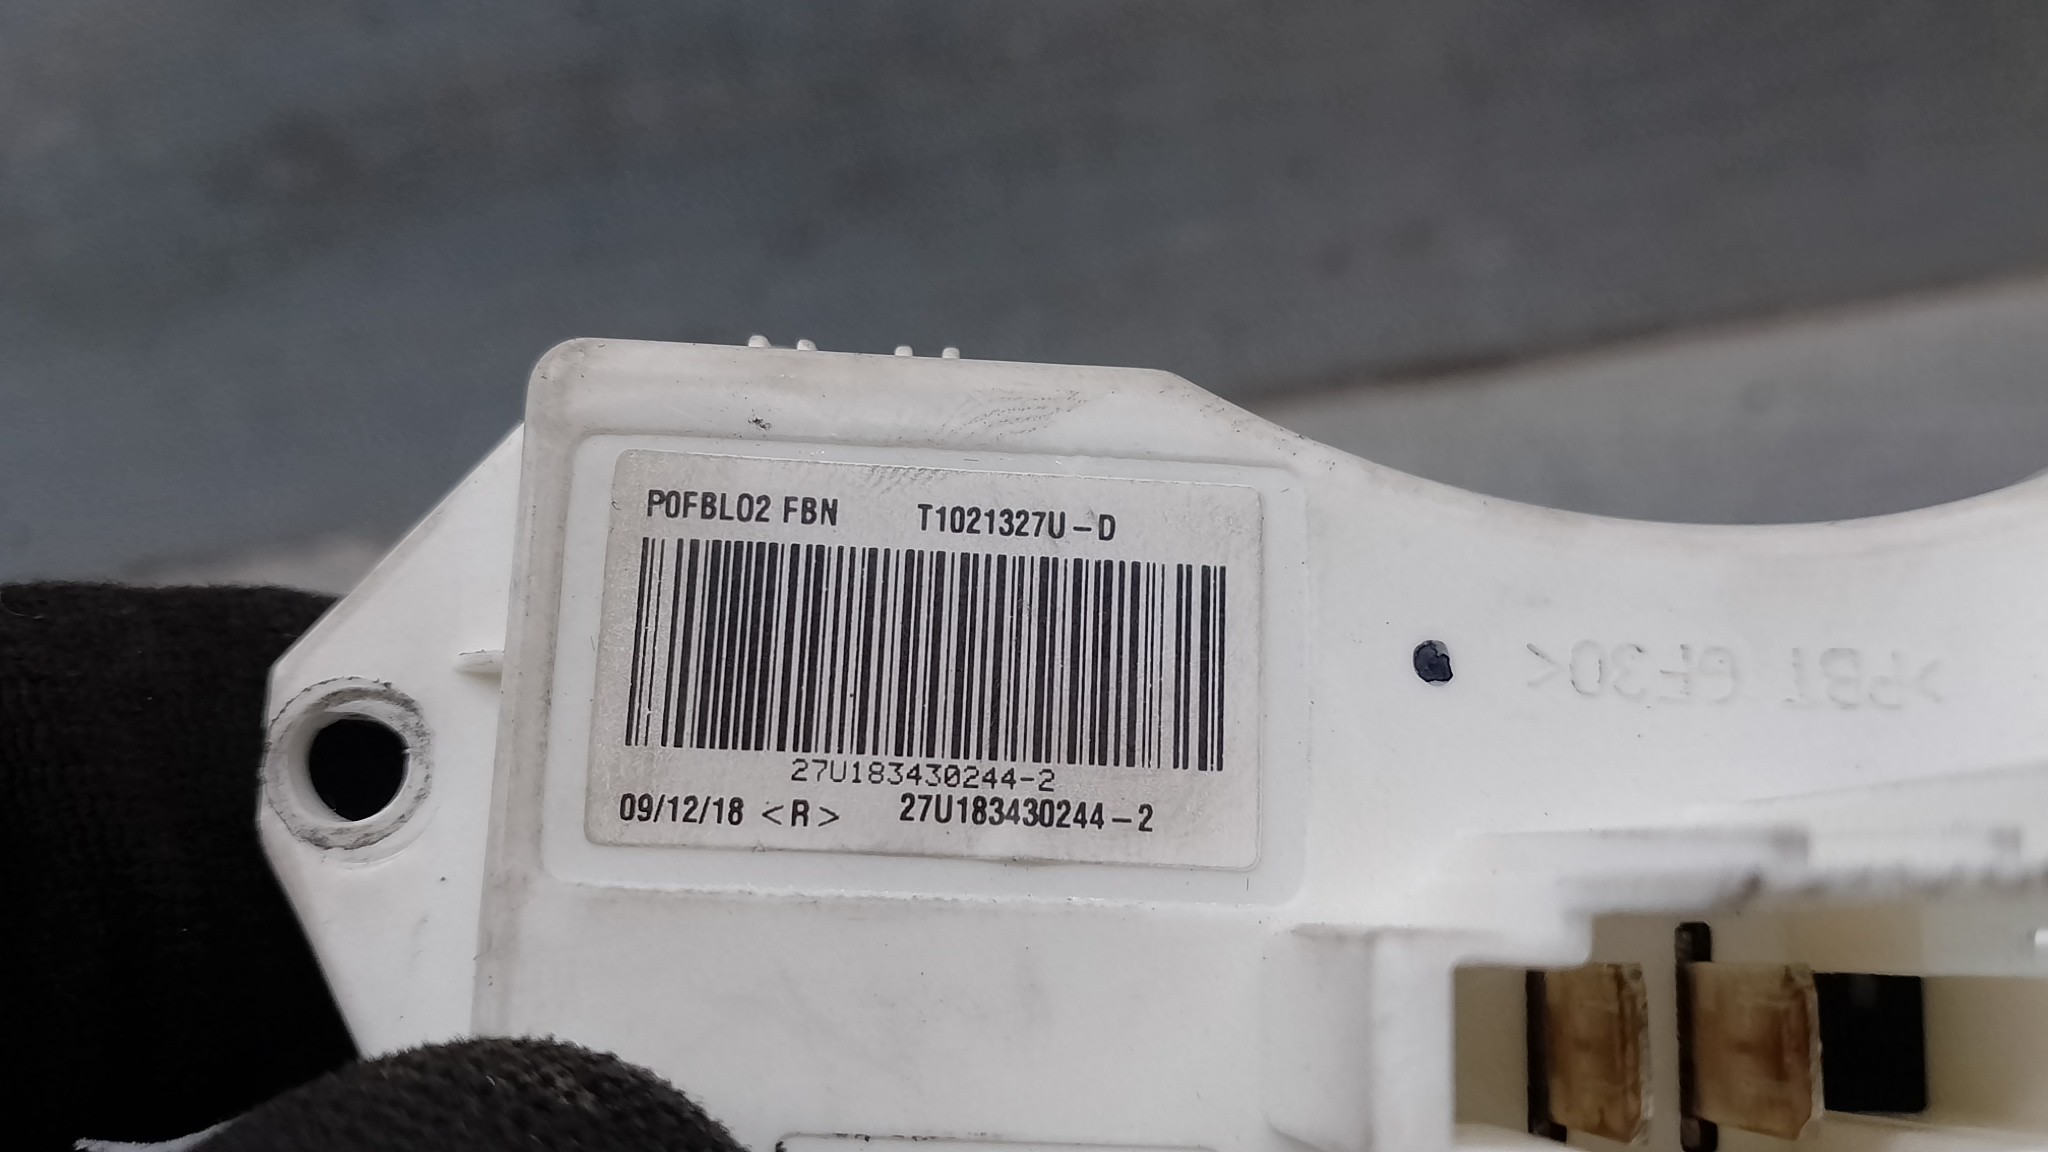 P0FBL02 FBN T1021327U-D
27U183430244-2
09/12/18 <R> 27U183430244-2
>PBT GF30<